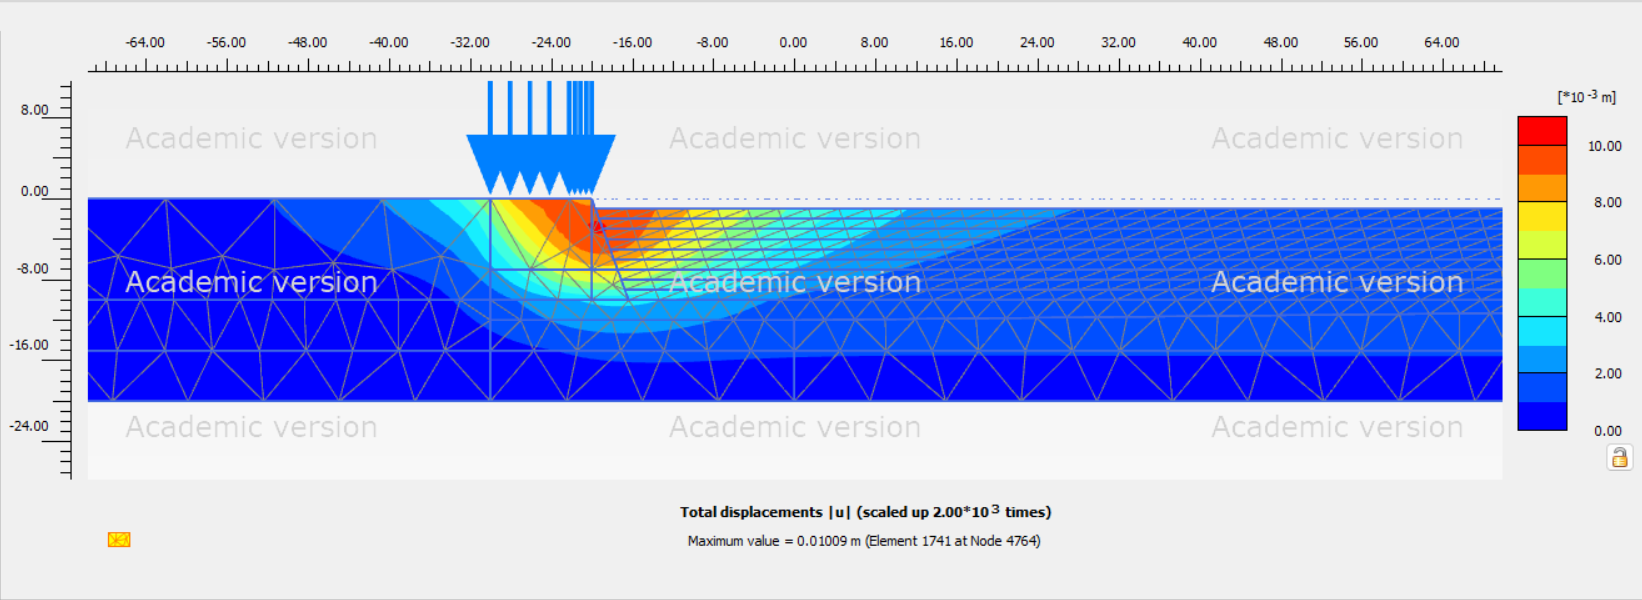 -64.00 -56.00 -48.00 -40.00 -32.00 -24.00 -16.00 -8.00 0.00 8.00 16.00 24.00 32.00 40.00 48.00 56.00 64.00
[*10 -3 m]
8.00
Academic version Academic version Academic version
10.00
0.00
8.00
6.00
-8.00
Academic version Academic version Academic version
4.00
-16.00
2.00
-24.00
Academic version Academic version Academic version
0.00
Total displacements |u| (scaled up 2.00*10 3 times)
Maximum value = 0.01009 m (Element 1741 at Node 4764)